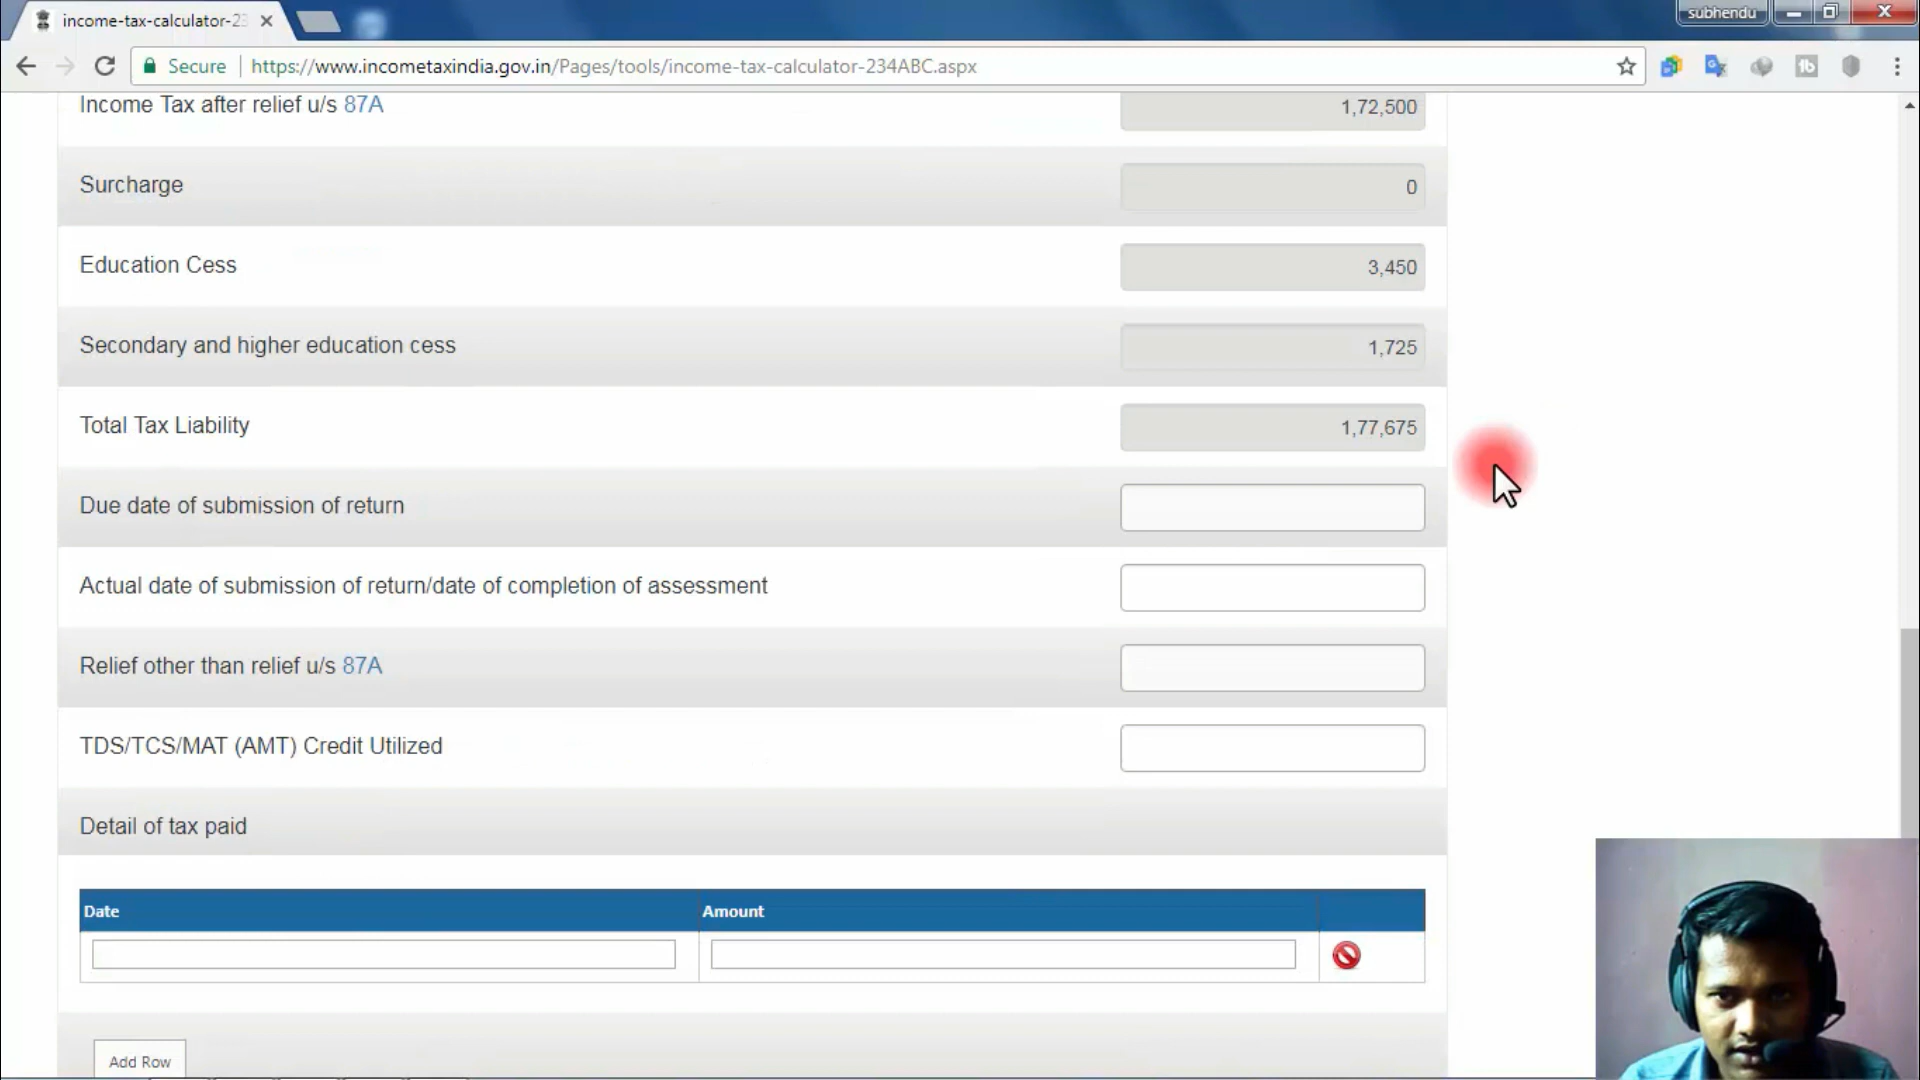 income-tax-calculator-23
subhendu
Secure
https://www.incometaxindia.gov.in/Pages/tools/income-tax-calculator-234ABC.aspx
Income Tax after relief u/s 87A
1,72,500
Surcharge
0
Education Cess
3,450
Secondary and higher education cess
1,725
Total Tax Liability
1,77,675
Due date of submission of return
Actual date of submission of return/date of completion of assessment
Relief other than relief u/s 87A
TDS/TCS/MAT (AMT) Credit Utilized
Detail of tax paid
Date
Amount
Add Row